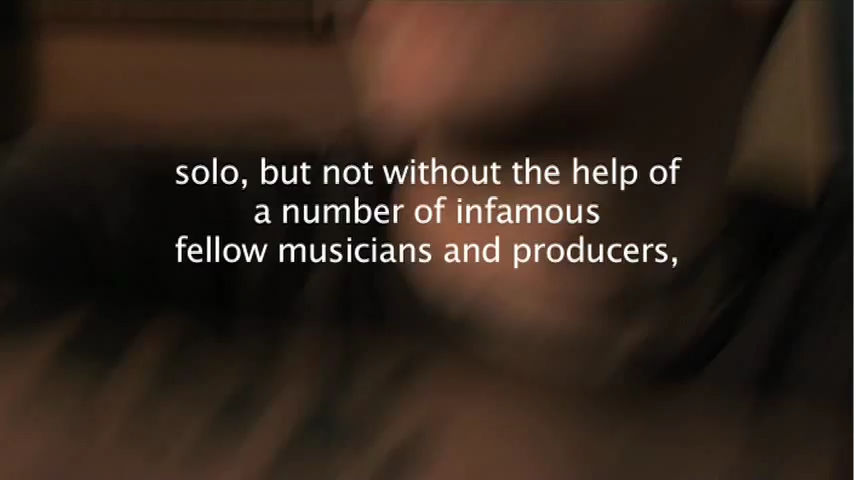 solo, but not without the help of
a number of infamous
fellow musicians and producers,